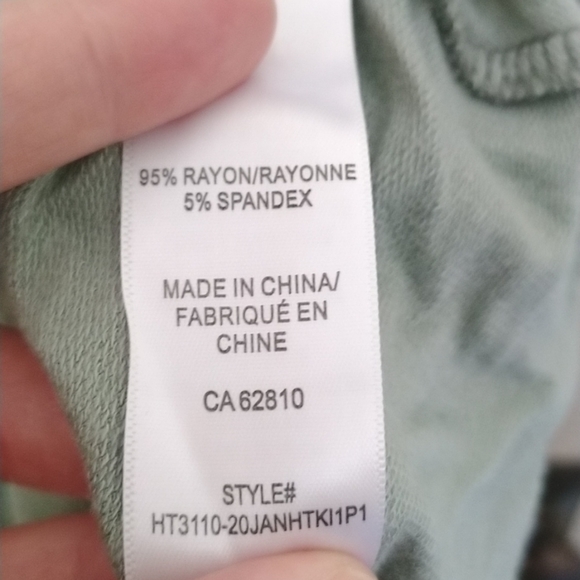 95% RAYON/RAYONNE
5% SPANDEX
MADE IN CHINA/
FABRIQUÉ EN
CHINE
CA 62810
STYLE#
HT3110-20JANHTKI1P1